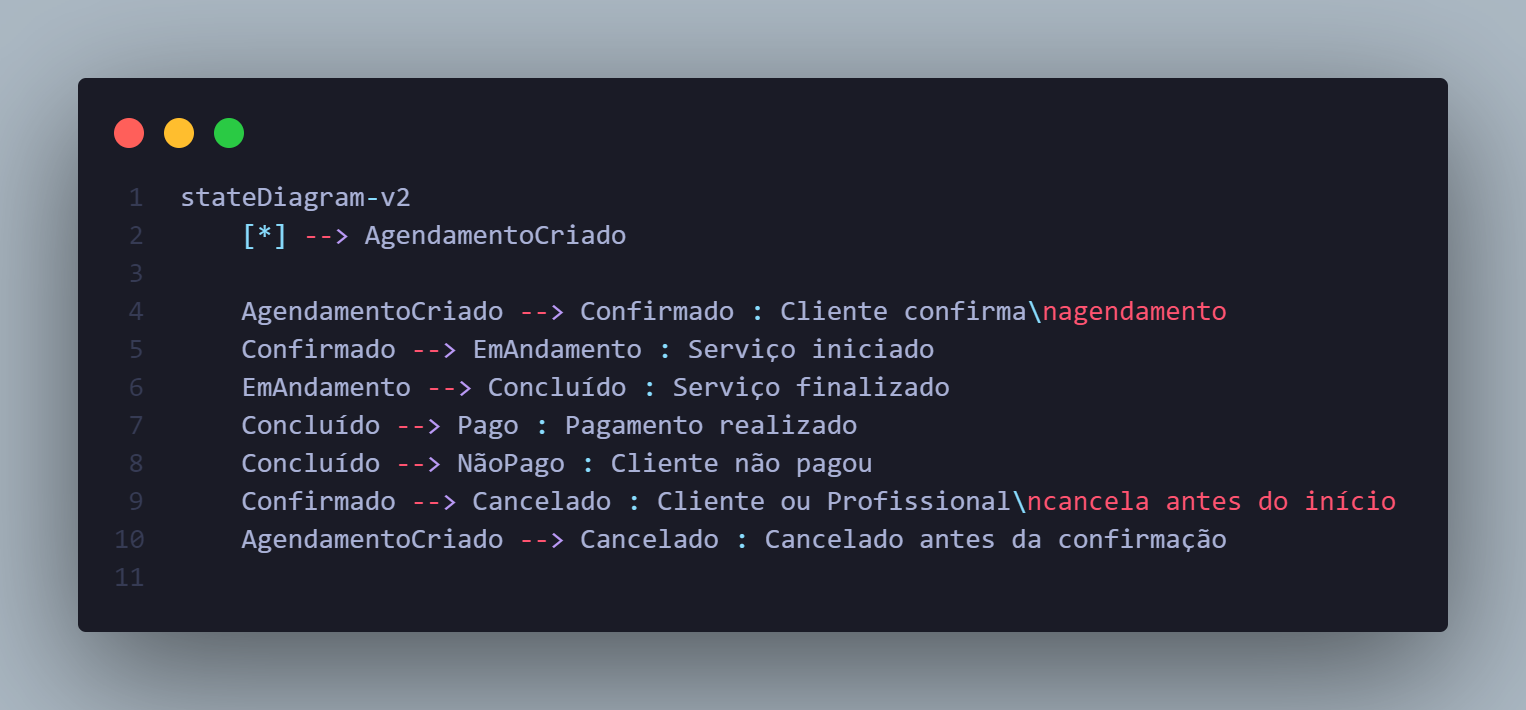 1 stateDiagram-v2
2 [*] --> AgendamentoCriado
3
4 AgendamentoCriado --> Confirmado : Cliente confirma\nagendamento
5 Confirmado --> EmAndamento : Serviço iniciado
6 EmAndamento --> Concluído : Serviço finalizado
7 Concluído --> Pago : Pagamento realizado
8 Concluído --> NãoPago : Cliente não pagou
9 Confirmado --> Cancelado : Cliente ou Profissional\ncancela antes do início
10 AgendamentoCriado --> Cancelado : Cancelado antes da confirmação
11